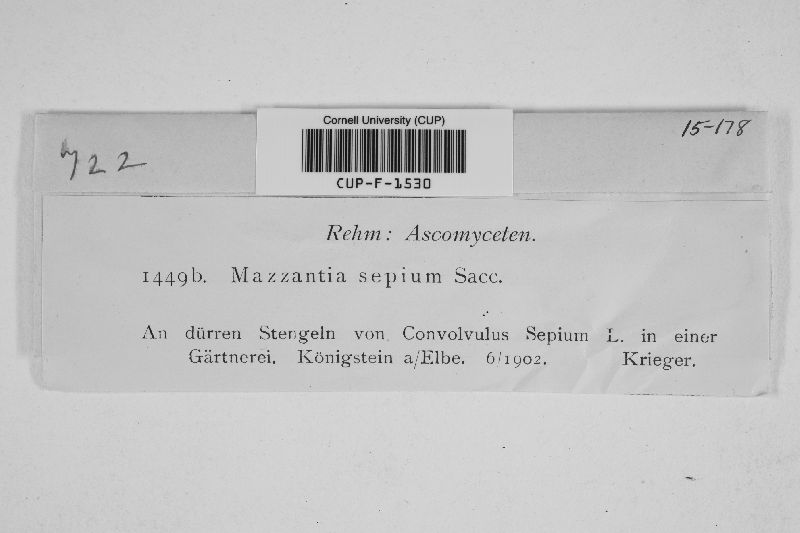 722
Cornell University (CUP)
CUP-F-1530
15-178
Rehm: Ascomyceten.
1449b. Mazzantia sepium Sacc.
An dürren Stengeln von Convolvulus Sepium L. in einer
Gärtnerei. Königstein a/Elbe. 6/1902. Krieger.